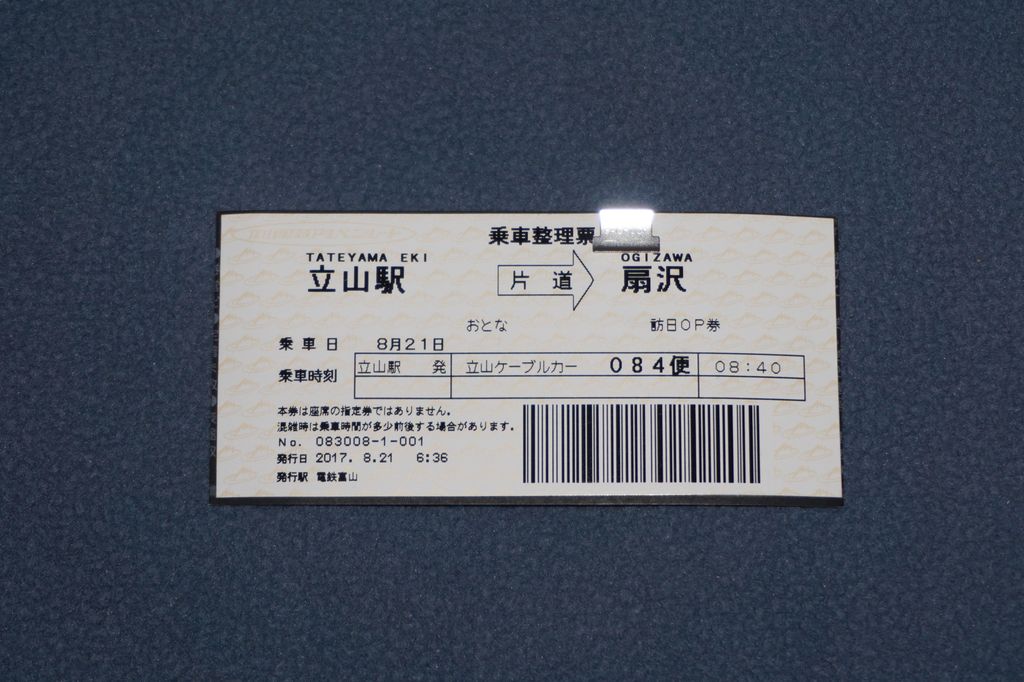 乗車整理票
TATEYAMA EKI OGIZAWA
立山駅 片道 扇沢
おとな 訪日OP券
乗車日 8月21日
乗車時刻 立山駅 発 立山ケーブルカー 084便 08:40
本券は座席の指定券ではありません。
混雑時は乗車時間が多少前後する場合があります。
No. 083008-1-001
発行日 2017. 8.21 6:36
発行駅 電鉄富山